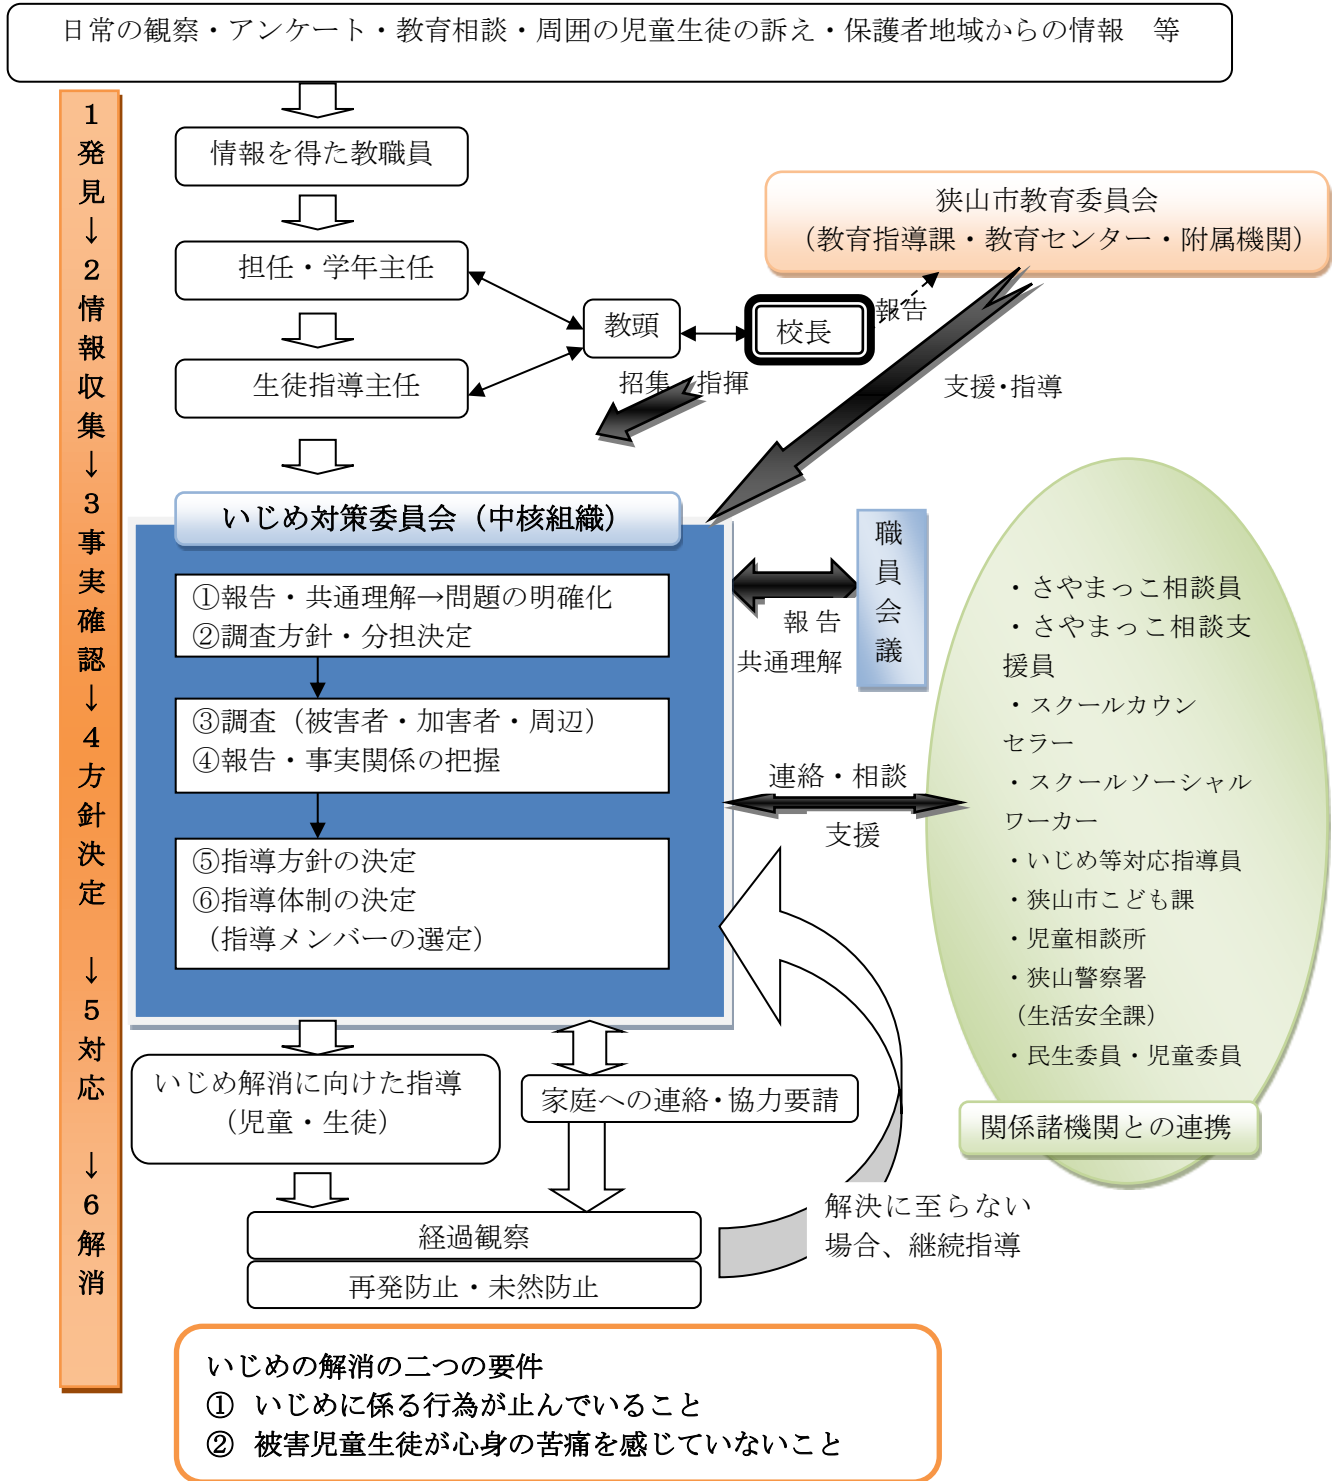 日常の観察・アンケート・教育相談・周囲の児童生徒の訴え・保護者地域からの情報　等
1発見↓2情報収集↓3事実確認↓4方針決定　↓5対応　↓6解消
情報を得た教職員
担任・学年主任
生徒指導主任
教頭
校長
報告
狭山市教育委員会
（教育指導課・教育センター・附属機関）
招集　指揮
支援・指導
いじめ対策委員会（中核組織）
①報告・共通理解→問題の明確化
②調査方針・分担決定
③調査（被害者・加害者・周辺）
④報告・事実関係の把握
⑤指導方針の決定
⑥指導体制の決定
（指導メンバーの選定）
職員会議
報 告
共通理解
連絡・相談
支援
・さやまっこ相談員
・さやまっこ相談支
援員
・スクールカウン
セラー
・スクールソーシャル
ワーカー
・いじめ等対応指導員
・狭山市こども課
・児童相談所
・狭山警察署
（生活安全課）
・民生委員・児童委員
関係諸機関との連携
いじめ解消に向けた指導
（児童・生徒）
家庭への連絡・協力要請
経過観察
再発防止・未然防止
解決に至らない
場合、継続指導
いじめの解消の二つの要件
①　いじめに係る行為が止んでいること
②　被害児童生徒が心身の苦痛を感じていないこと